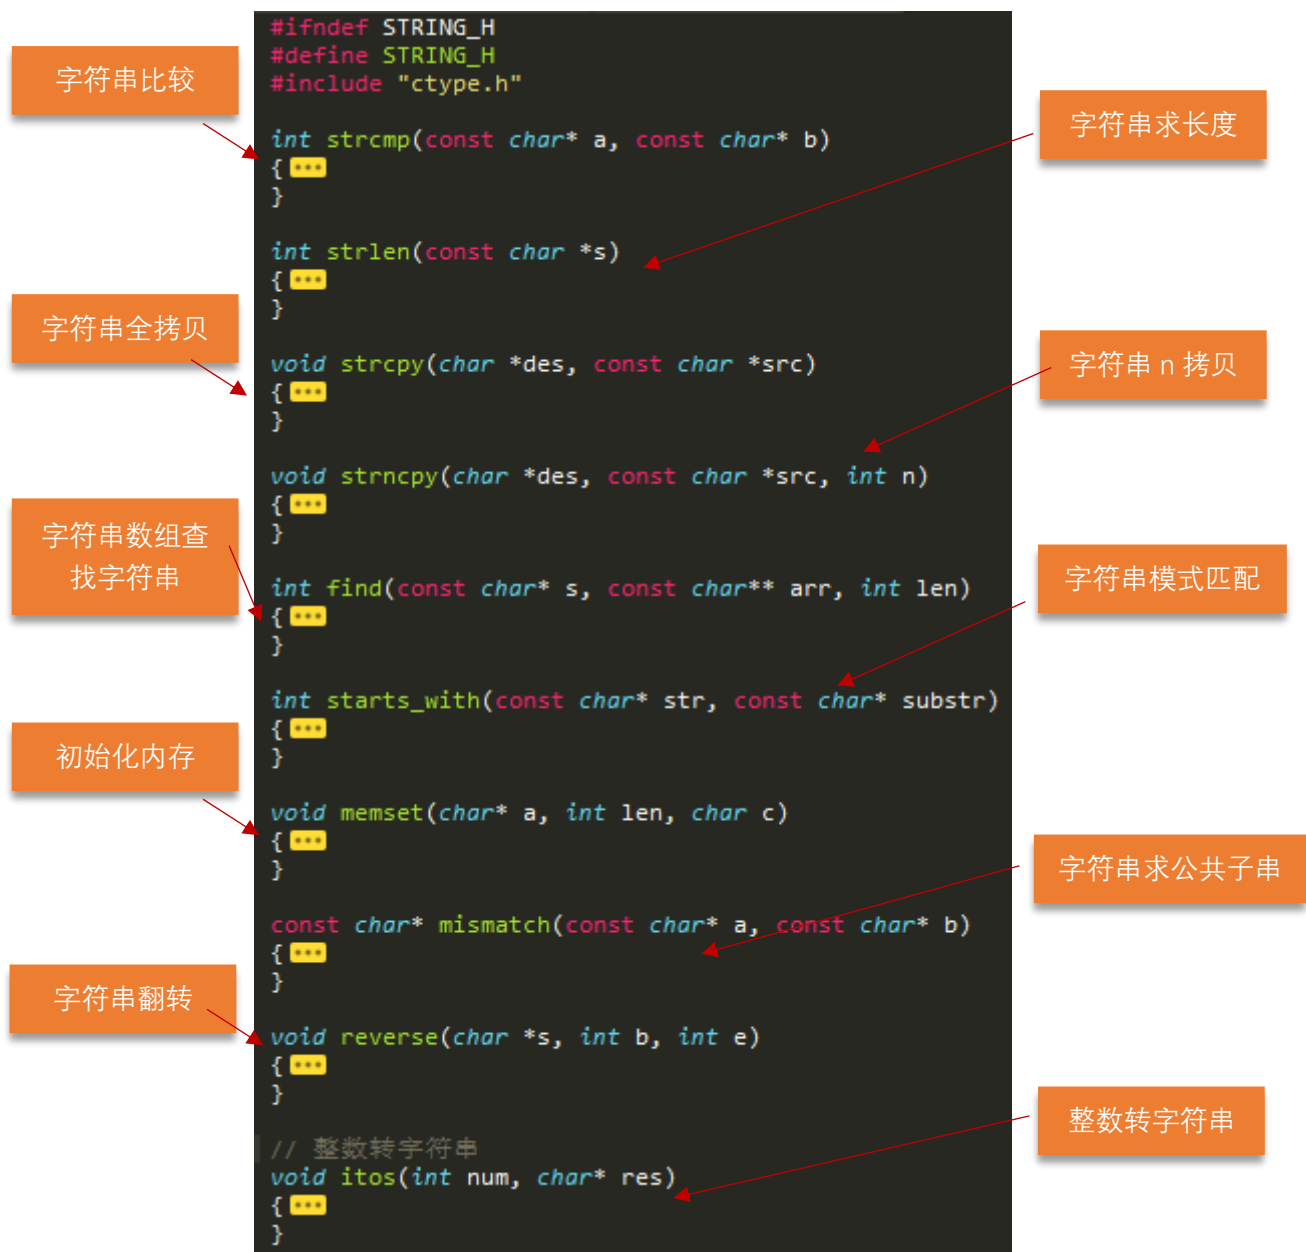 #ifndef STRING_H
#define STRING_H
#include "ctype.h"
字符串比较
字符串求长度
int strcmp(const char* a, const char* b)
{ •••
}
int strlen(const char *s)
{ •••
}
字符串全拷贝
字符串 n 拷贝
void strcpy(char *des, const char *src)
{ •••
}
void strncpy(char *des, const char *src, int n)
{ •••
}
字符串数组查
找字符串
字符串模式匹配
int find(const char* s, const char** arr, int len)
{ •••
}
int starts_with(const char* str, const char* substr)
{ •••
}
初始化内存
void memset(char* a, int len, char c)
{ •••
}
字符串求公共子串
const char* mismatch(const char* a, const char* b)
{ •••
}
字符串翻转
void reverse(char *s, int b, int e)
{ •••
}
整数转字符串
// 整数转字符串
void itos(int num, char* res)
{ •••
}